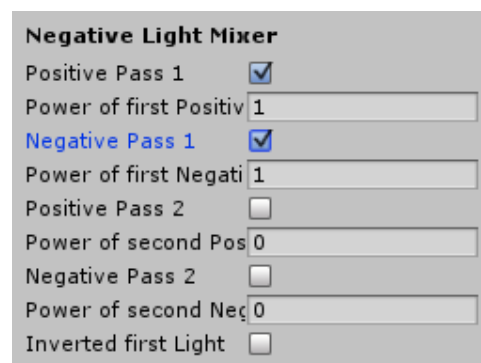 Negative Light Mixer
Positive Pass 1
Power of first Positiv 1
Negative Pass 1
Power of first Negati 1
Positive Pass 2
Power of second Pos 0
Negative Pass 2
Power of second Neg 0
Inverted first Light